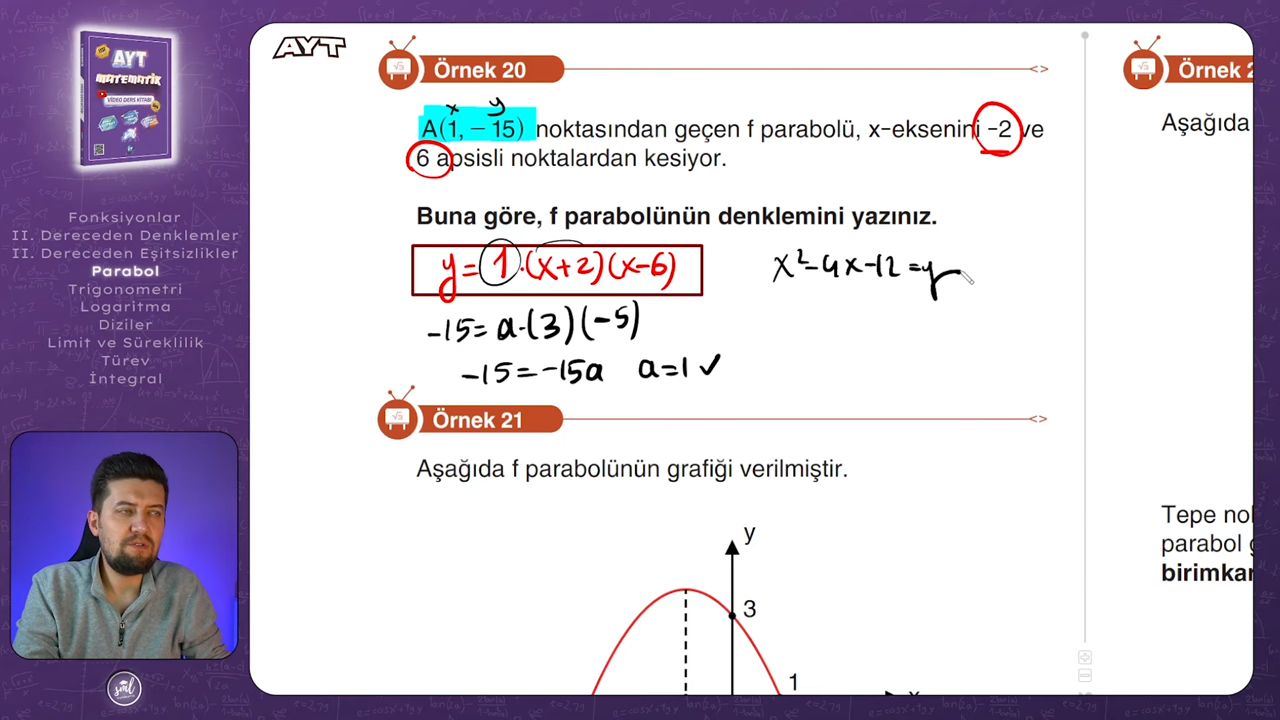 AYT
MATEMATİK
VİDEO DERS KİTABI
Fonksiyonlar
II. Dereceden Denklemler
II. Dereceden Eşitsizlikler
Parabol
Trigonometri
Logaritma
Diziler
Limit ve Süreklilik
Türev
İntegral
sml
AYT
Örnek 20
x y
A(1, −15) noktasından geçen f parabolü, x−eksenini −2 ve
6 apsisli noktalardan kesiyor.
Buna göre, f parabolünün denklemini yazınız.
y = 1·(x+2)(x−6)
x²−4x−12=y
−15 = a·(3)(−5)
−15 = −15a a=1 ✓
Örnek 21
Aşağıda f parabolünün grafiği verilmiştir.
y
3
1
x
Örnek 2
Aşağıda
Tepe nok
parabol g
birimkar